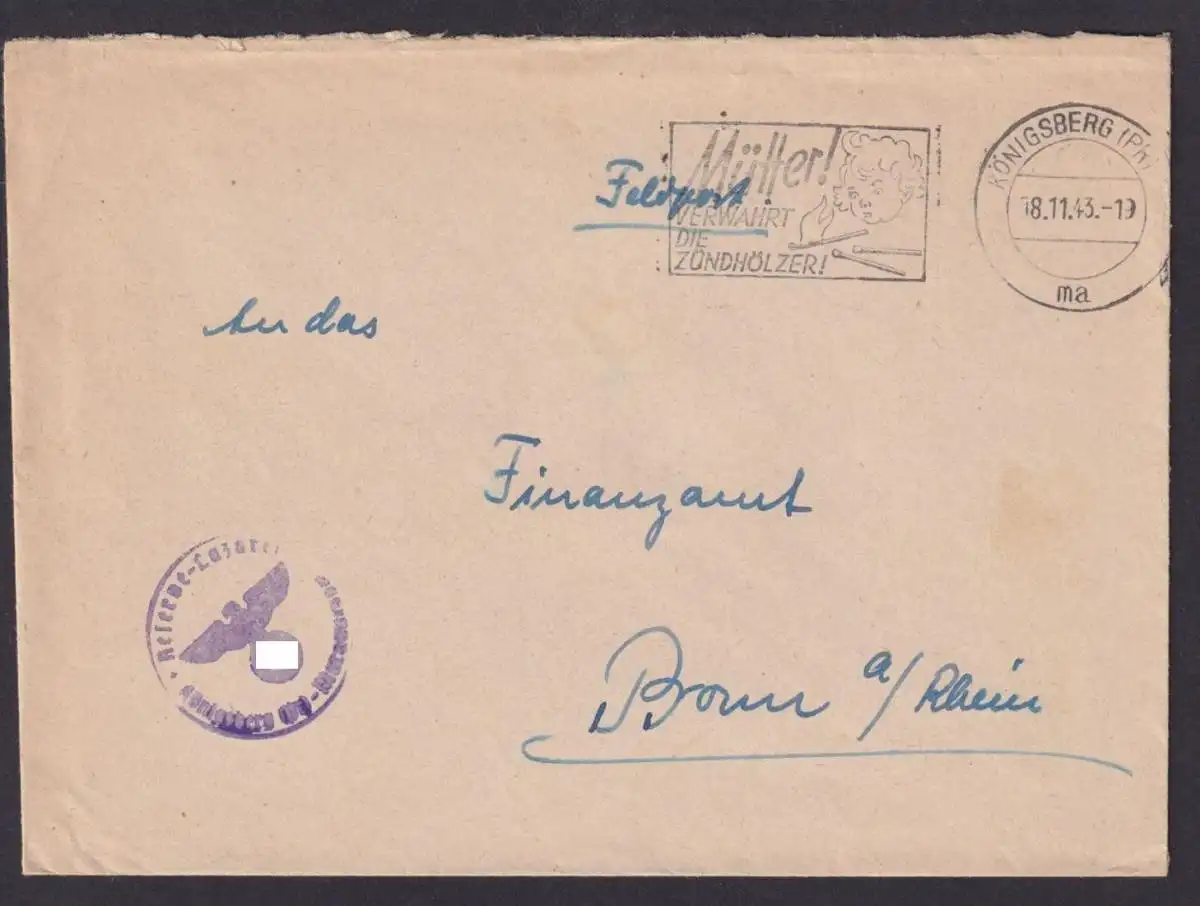 Mütter!
VERWAHRT
DIE
ZÜNDHÖLZER!
KÖNIGSBERG (Pr)
18.11.43.-19
ma
Feldpost
An das
Finanzamt
Bonn a/Rhein
Reserve-Lazaret
Königsberg (Pr)